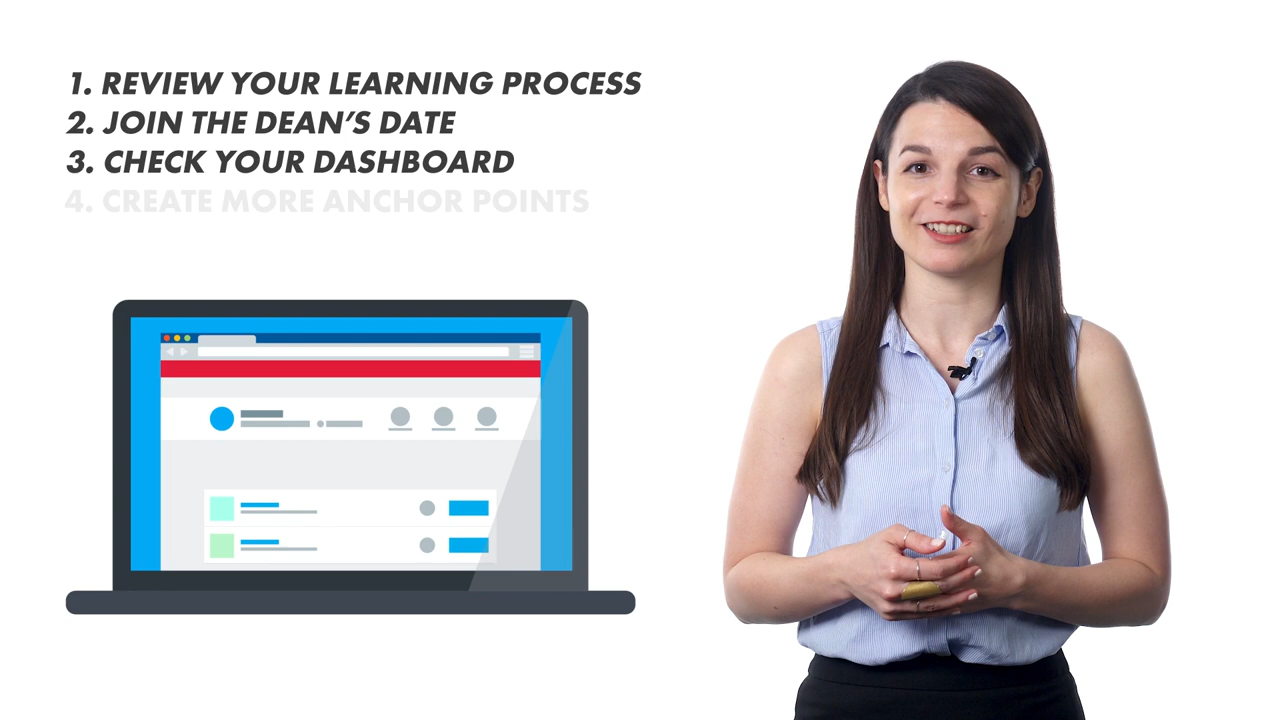 1. REVIEW YOUR LEARNING PROCESS
2. JOIN THE DEAN'S DATE
3. CHECK YOUR DASHBOARD
4. CREATE MORE ANCHOR POINTS